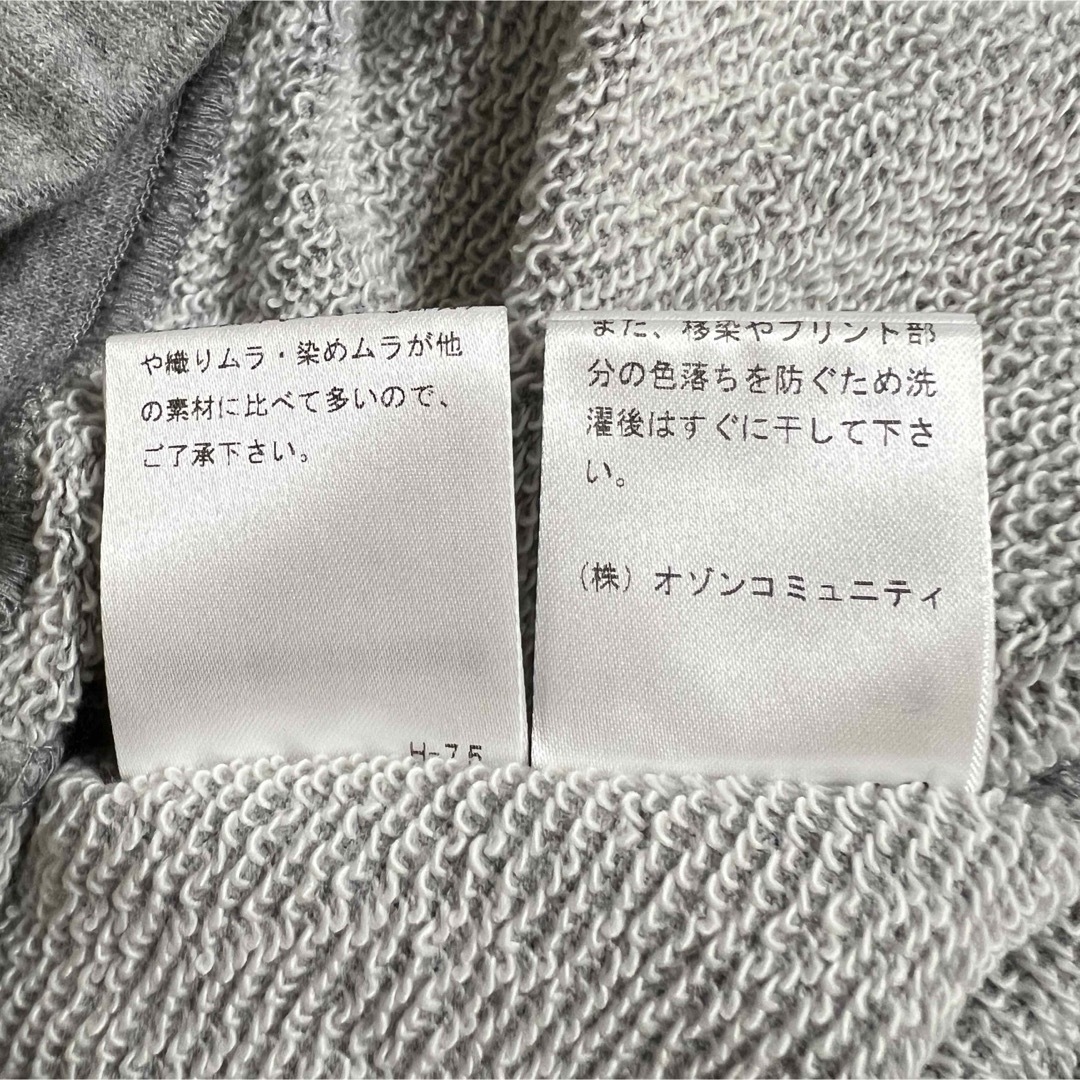 や織りムラ・染めムラが他
の素材に比べて多いので、
ご了承下さい。
H-75
また、移染やプリント部
分の色落ちを防ぐため洗
濯後はすぐに干して下さ
い。
(株) オゾンコミュニティ